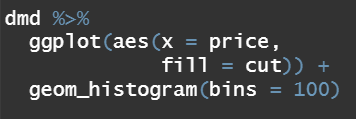 dmd %>%
  ggplot(aes(x = price,
             fill = cut)) +
  geom_histogram(bins = 100)